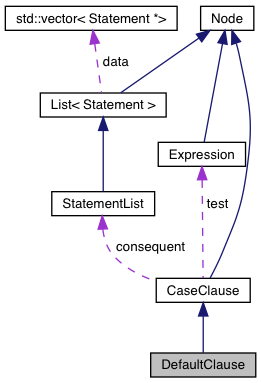 std::vector< Statement *>
Node
data
List< Statement >
Expression
StatementList
test
consequent
CaseClause
DefaultClause